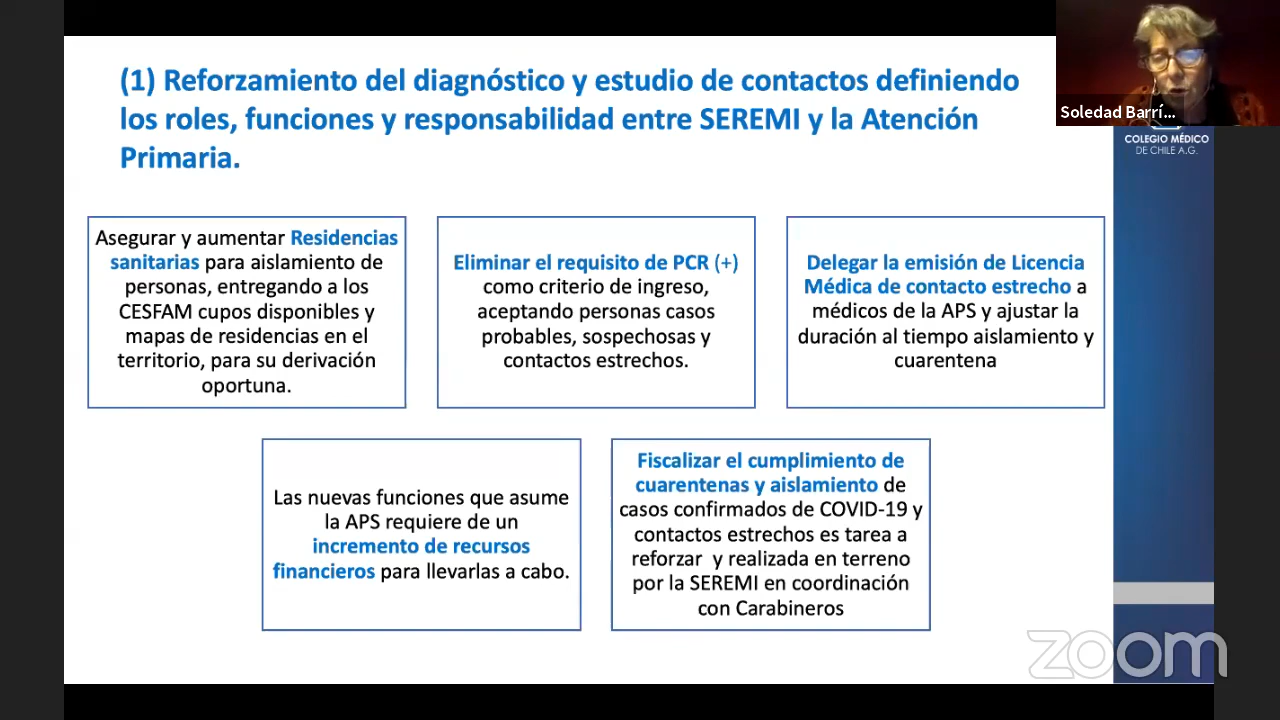 (1) Reforzamiento del diagnóstico y estudio de contactos definiendo
los roles, funciones y responsabilidad entre SEREMI y la Atención
Primaria.
Soledad Barrí...
COLEGIO MÉDICO
DE CHILE A.G.
Asegurar y aumentar Residencias
sanitarias para aislamiento de
personas, entregando a los
CESFAM cupos disponibles y
mapas de residencias en el
territorio, para su derivación
oportuna.
Eliminar el requisito de PCR (+)
como criterio de ingreso,
aceptando personas casos
probables, sospechosas y
contactos estrechos.
Delegar la emisión de Licencia
Médica de contacto estrecho a
médicos de la APS y ajustar la
duración al tiempo aislamiento y
cuarentena
Las nuevas funciones que asume
la APS requiere de un
incremento de recursos
financieros para llevarlas a cabo.
Fiscalizar el cumplimiento de
cuarentenas y aislamiento de
casos confirmados de COVID-19 y
contactos estrechos es tarea a
reforzar y realizada en terreno
por la SEREMI en coordinación
con Carabineros
zoom